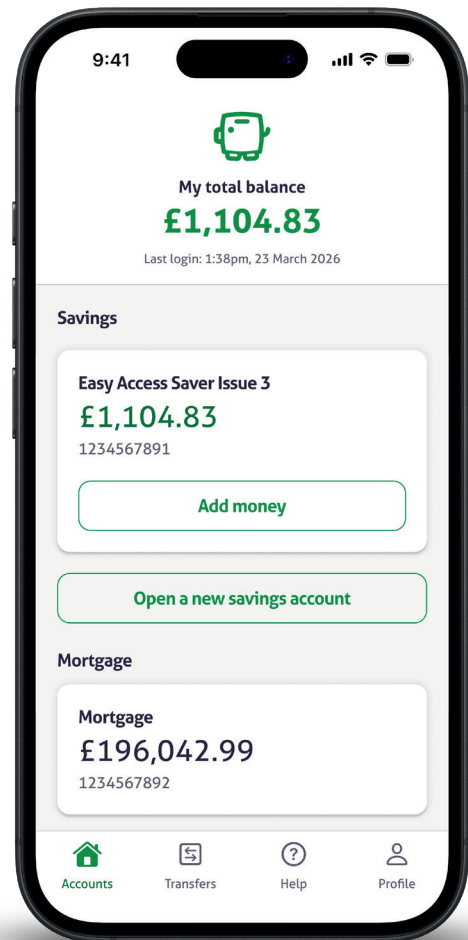 9:41
My total balance
£1,104.83
Last login: 1:38pm, 23 March 2026
Savings
Easy Access Saver Issue 3
£1,104.83
1234567891
Add money
Open a new savings account
Mortgage
Mortgage
£196,042.99
1234567892
Accounts Transfers Help Profile